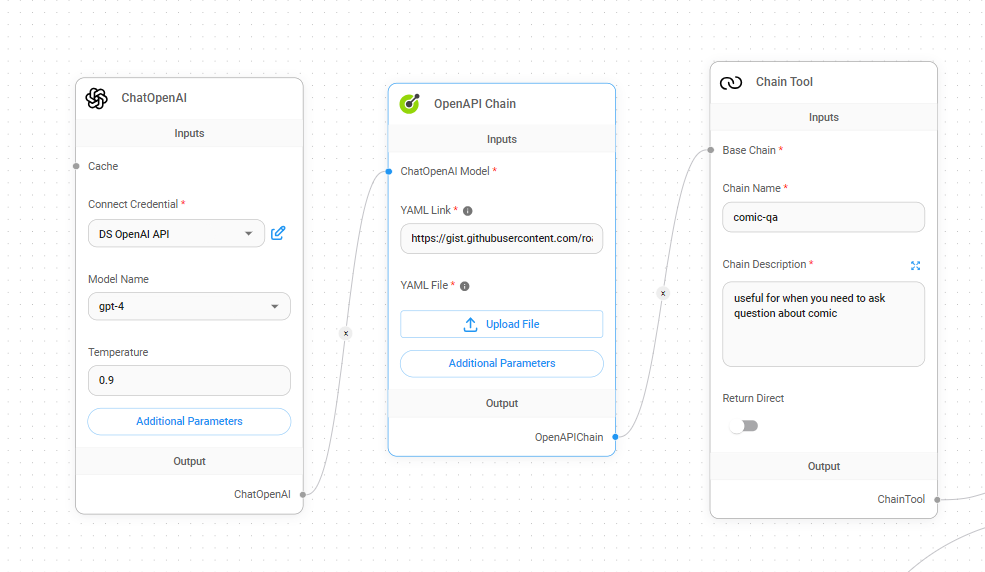 ChatOpenAI
Inputs
Cache
Connect Credential *
DS OpenAI API
Model Name
gpt-4
Temperature
0.9
Additional Parameters
Output
ChatOpenAI
OpenAPI Chain
Inputs
ChatOpenAI Model *
YAML Link *
https://gist.githubusercontent.com/roa
YAML File *
Upload File
Additional Parameters
Output
OpenAPIChain
Chain Tool
Inputs
Base Chain *
Chain Name *
comic-qa
Chain Description *
useful for when you need to ask
question about comic
Return Direct
Output
ChainTool